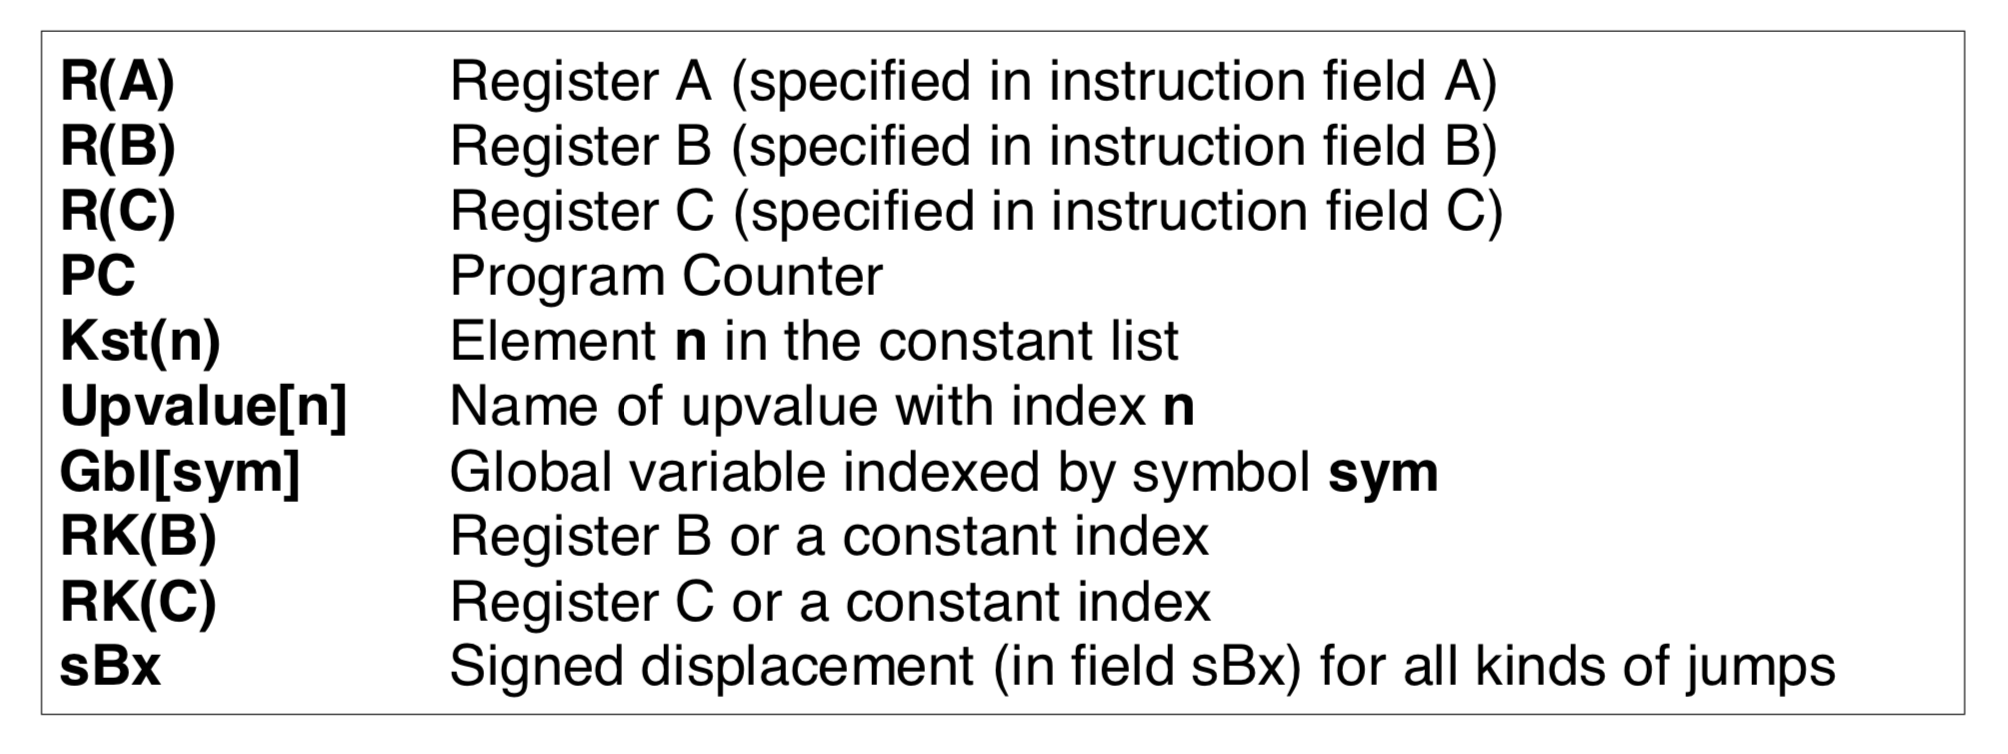 R(A) Register A (specified in instruction field A)
R(B) Register B (specified in instruction field B)
R(C) Register C (specified in instruction field C)
PC Program Counter
Kst(n) Element n in the constant list
Upvalue[n] Name of upvalue with index n
Gbl[sym] Global variable indexed by symbol sym
RK(B) Register B or a constant index
RK(C) Register C or a constant index
sBx Signed displacement (in field sBx) for all kinds of jumps